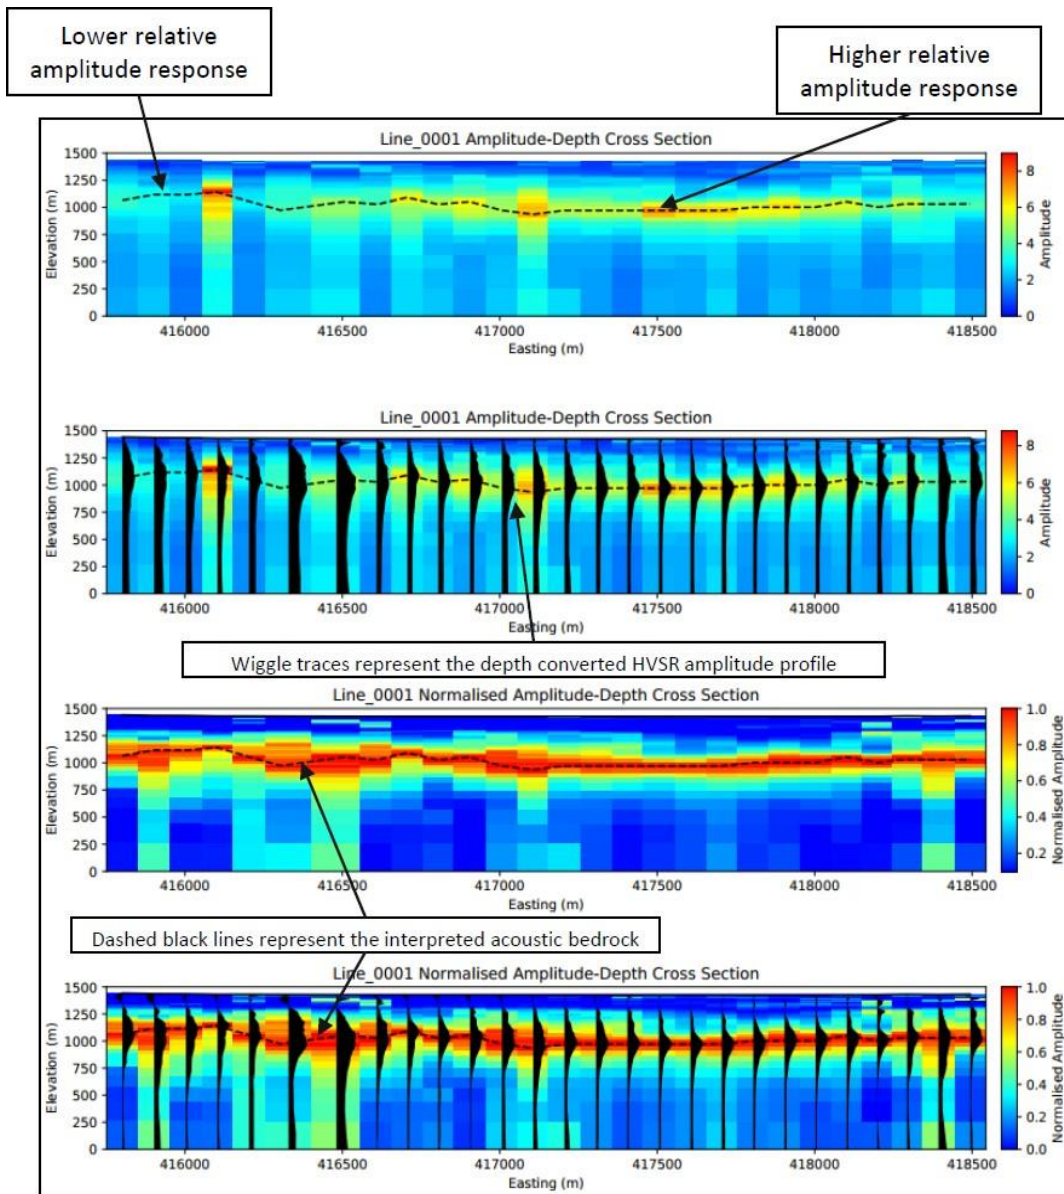 Lower relative
amplitude response
Higher relative
amplitude response
Line_0001 Amplitude-Depth Cross Section
1500
1250
1000
750
500
250
0
Elevation (m)
416000 416500 417000 417500 418000 418500
Easting (m)
8
6
4
2
0
Amplitude
Line_0001 Amplitude-Depth Cross Section
1500
1250
1000
750
500
250
0
Elevation (m)
416000 416500 417000 417500 418000 418500
Easting (m)
8
6
4
2
0
Amplitude
Wiggle traces represent the depth converted HVSR amplitude profile
Line_0001 Normalised Amplitude-Depth Cross Section
1500
1250
1000
750
500
250
0
Elevation (m)
416000 416500 417000 417500 418000 418500
Easting (m)
1.0
0.8
0.6
0.4
0.2
Normalised Amplitude
Dashed black lines represent the interpreted acoustic bedrock
Line_0001 Normalised Amplitude-Depth Cross Section
1500
1250
1000
750
500
250
0
Elevation (m)
416000 416500 417000 417500 418000 418500
Easting (m)
1.0
0.8
0.6
0.4
0.2
0.0
Normalised Amplitude